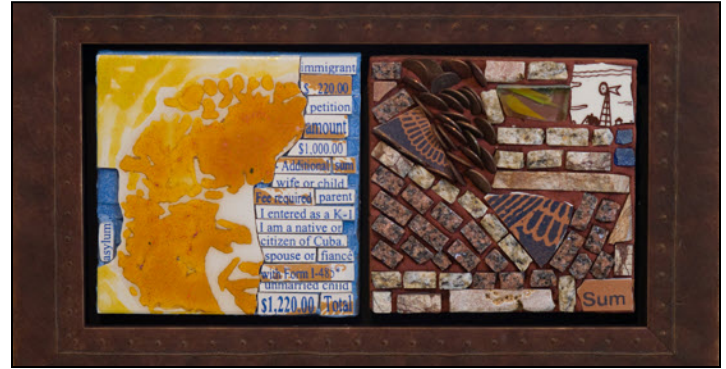 immigrant
$ 220.00
petition
amount
$1,000.00
Additional sum
wife or child
Fee required parent
I entered as a K-1
I am a native or
citizen of Cuba.
spouse or fiancé
with Form I-485
unmarried child
$1,220.00 Total
asylum
Sum